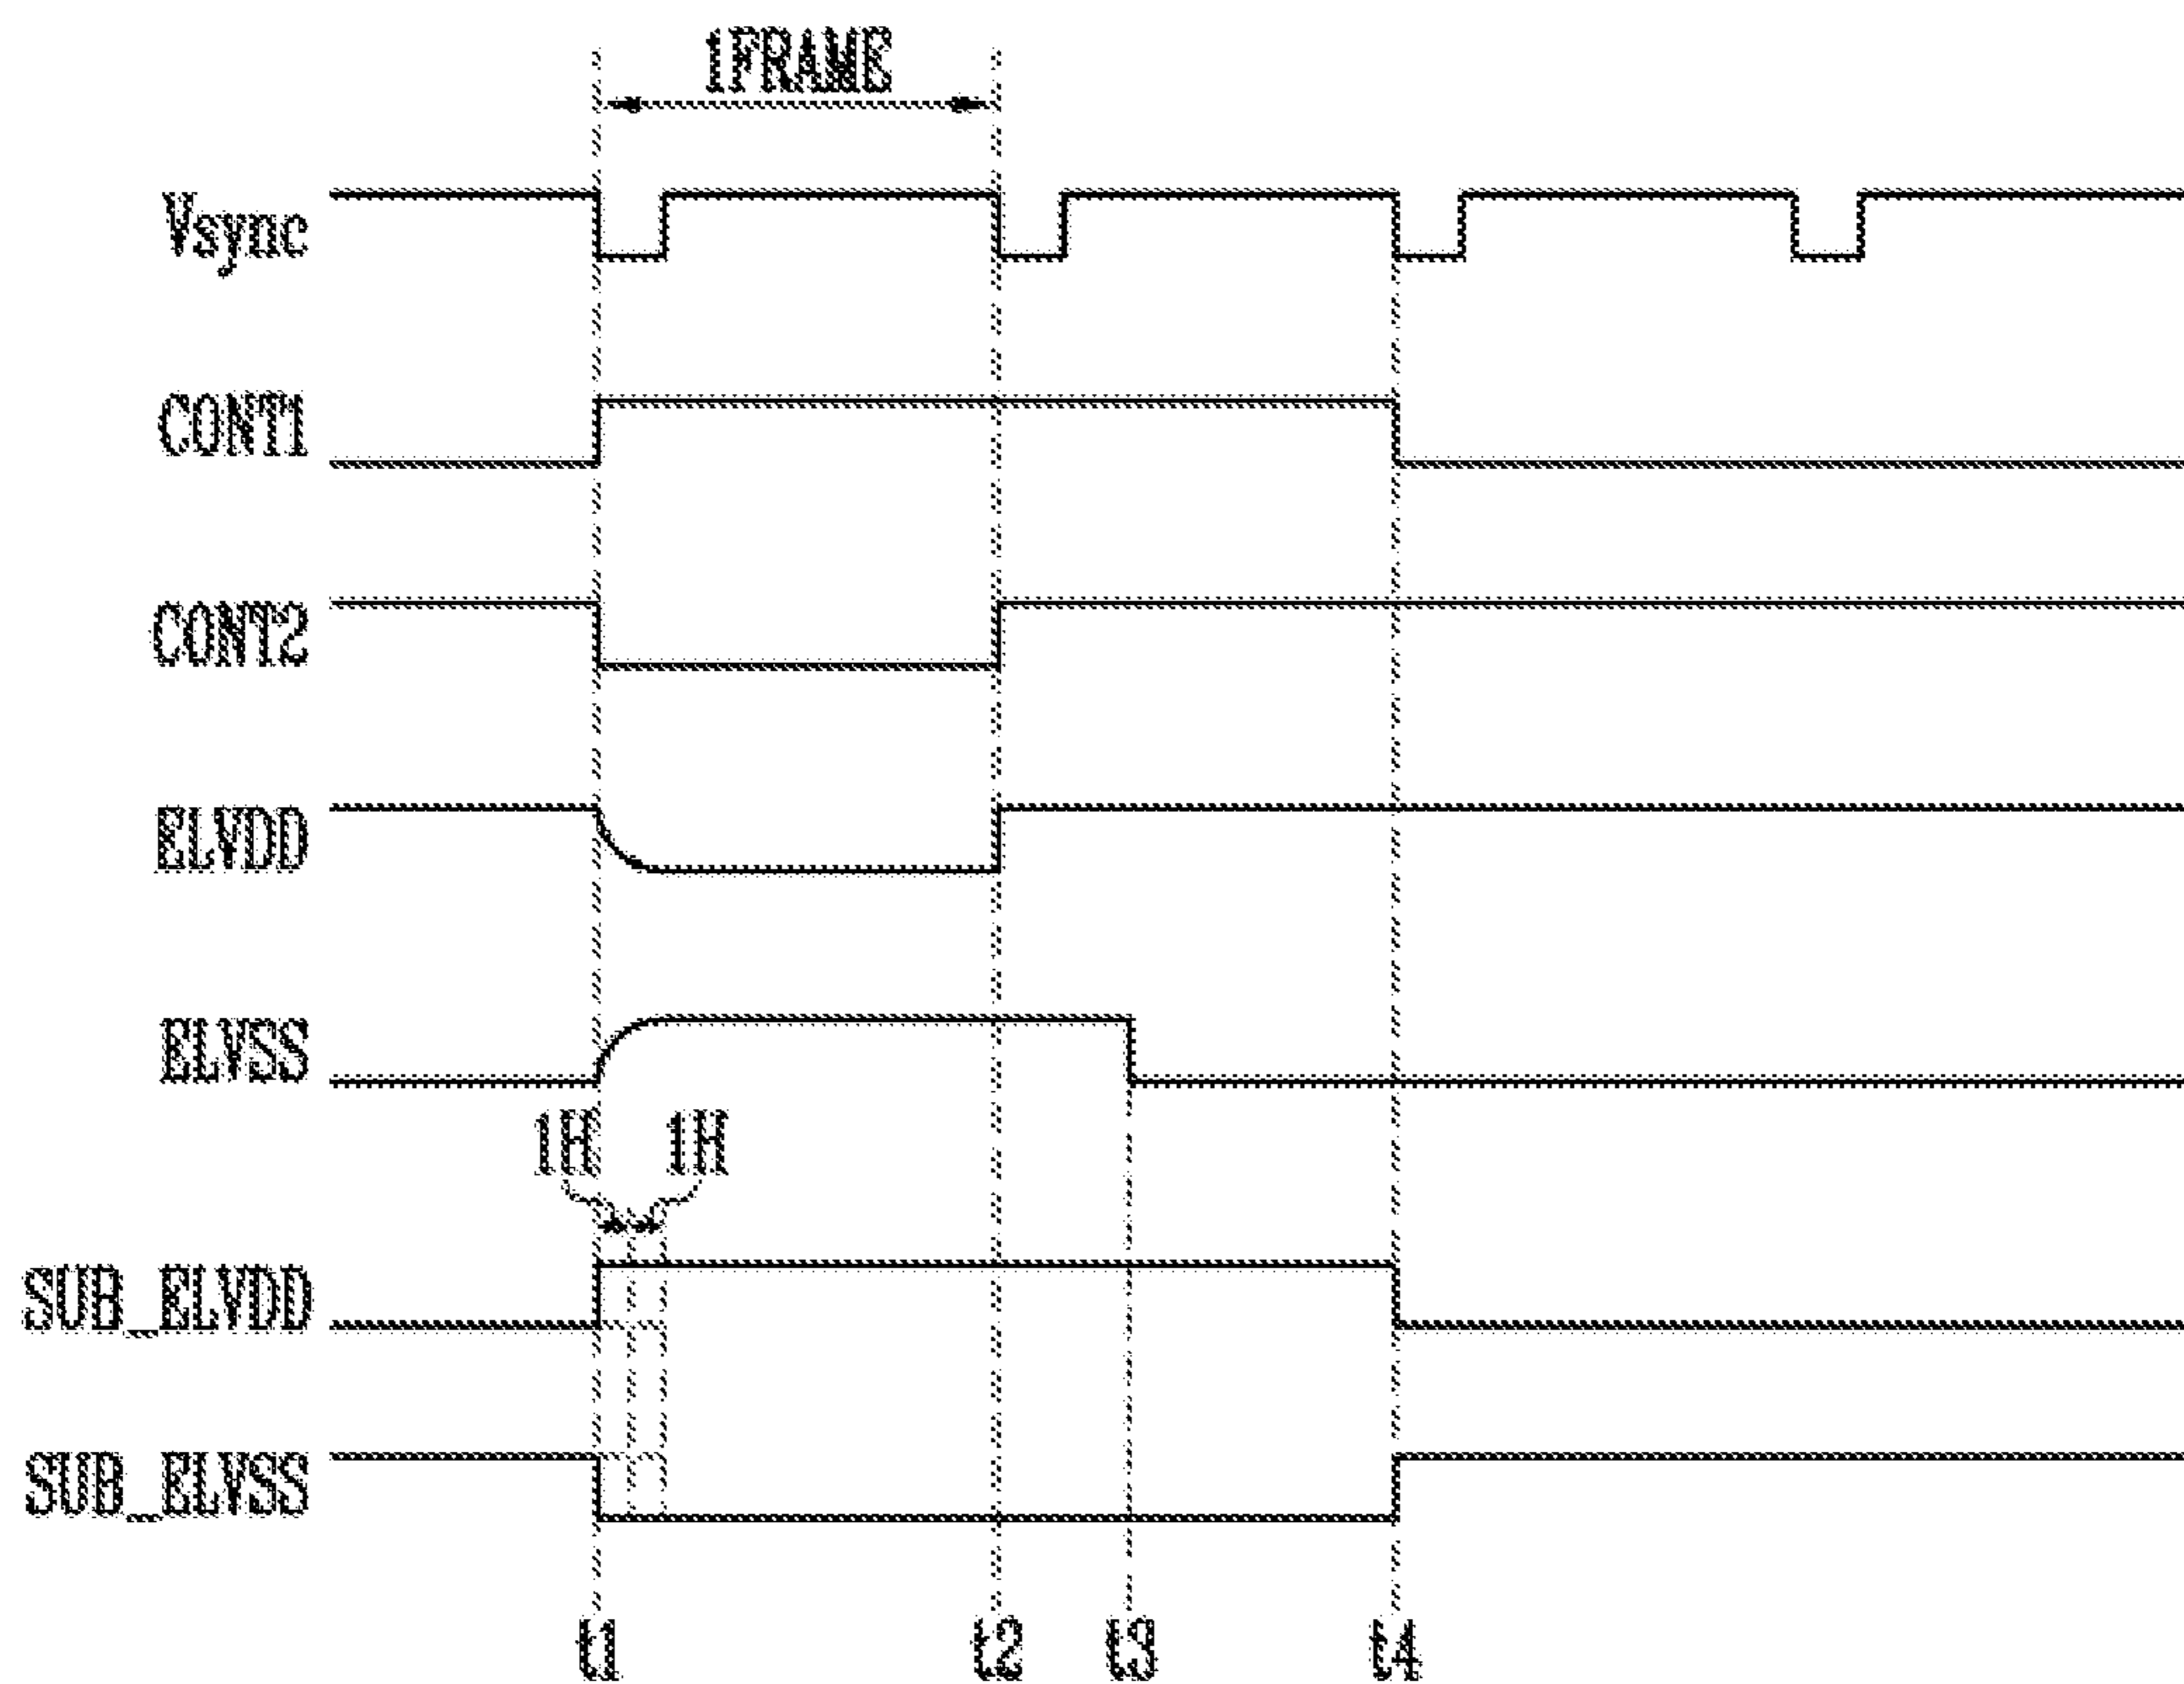 1FRAME
Vsync
CONT1
CONT2
ELVDD
ELVSS
1H 1H
SUB_ELVDD
SUB_ELVSS
t1 t2 t3 t4